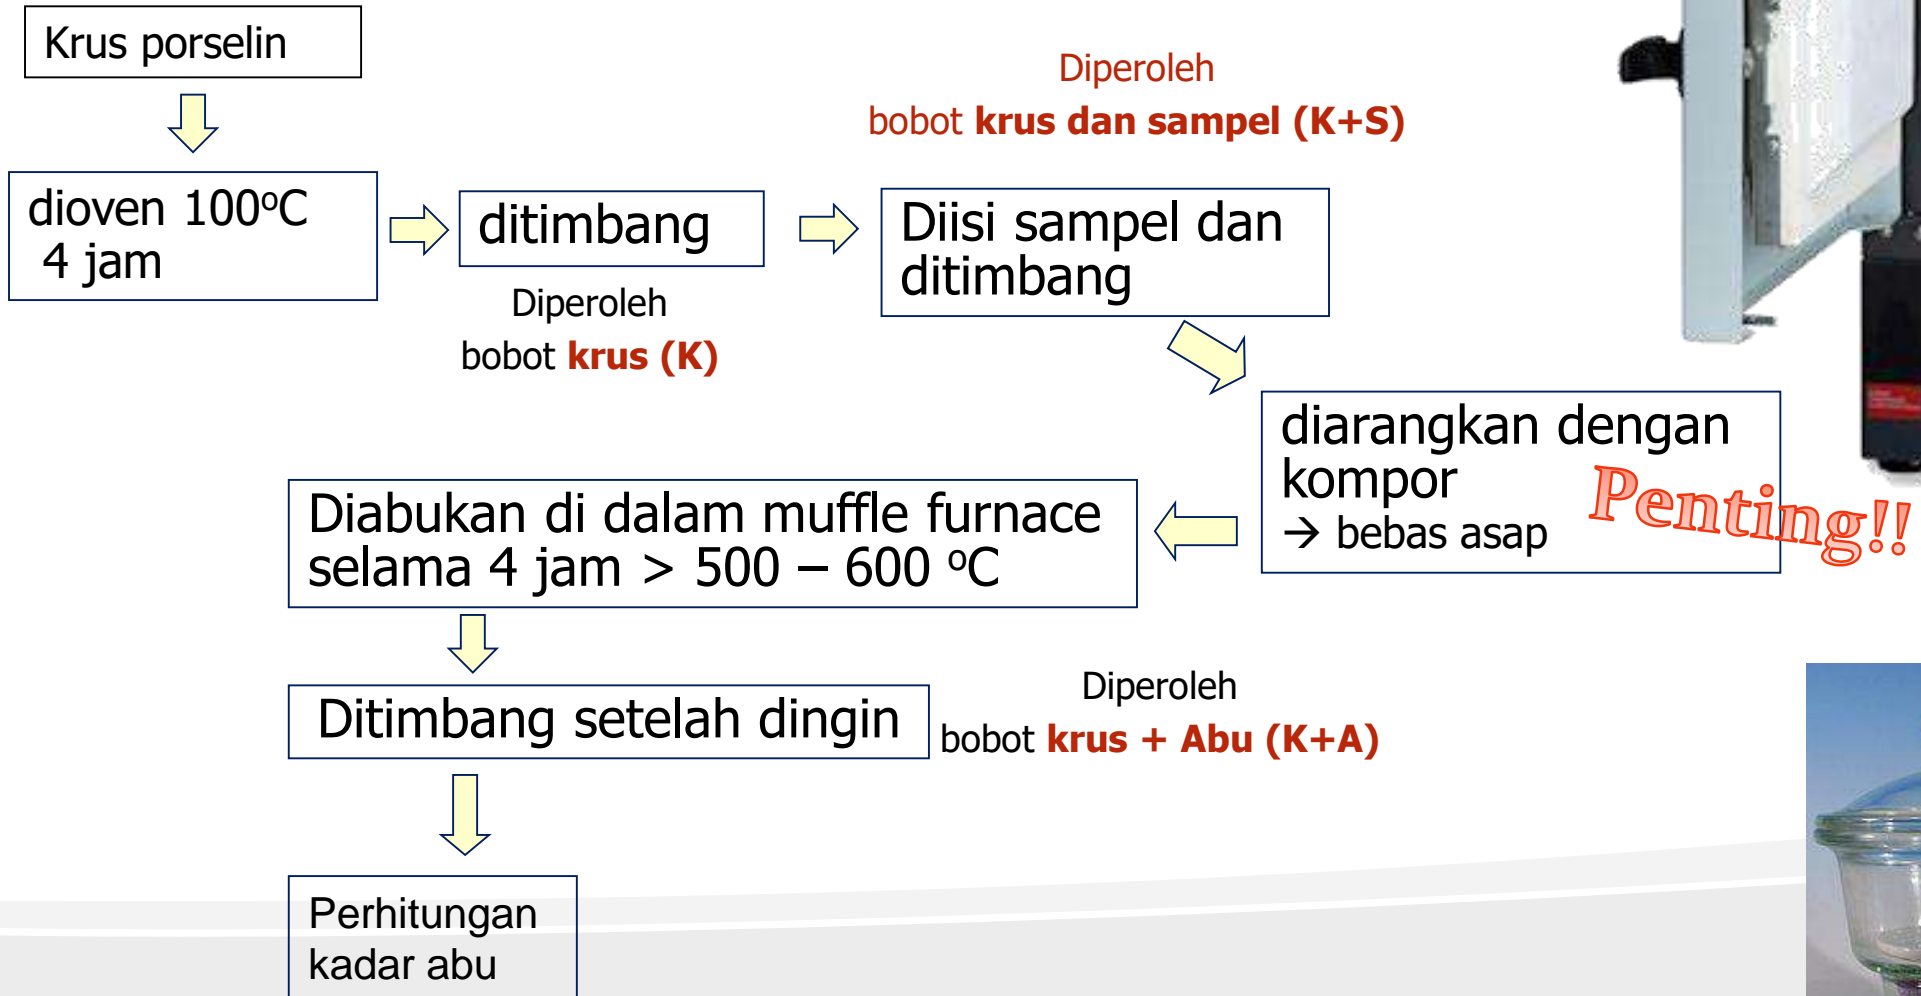 Krus porselin
dioven 100ºC
4 jam
ditimbang
Diperoleh
bobot krus (K)
Diperoleh
bobot krus dan sampel (K+S)
Diisi sampel dan
ditimbang
diarangkan dengan
kompor
→ bebas asap
Penting!!
Diabukan di dalam muffle furnace
selama 4 jam > 500 – 600 ºC
Ditimbang setelah dingin
Diperoleh
bobot krus + Abu (K+A)
Perhitungan
kadar abu